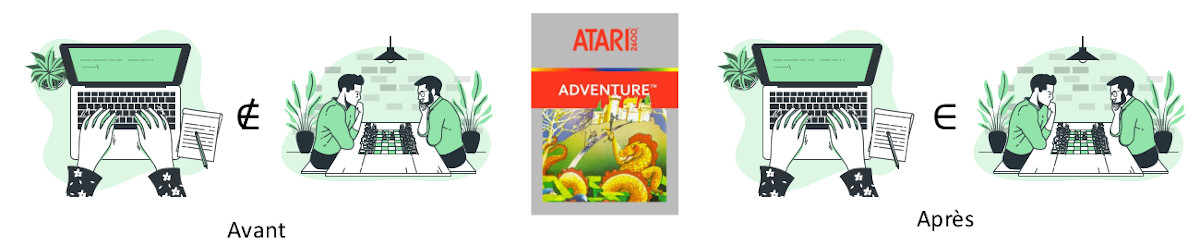 ∉
ATARI 2600
ADVENTURE™
∈
Avant
Après